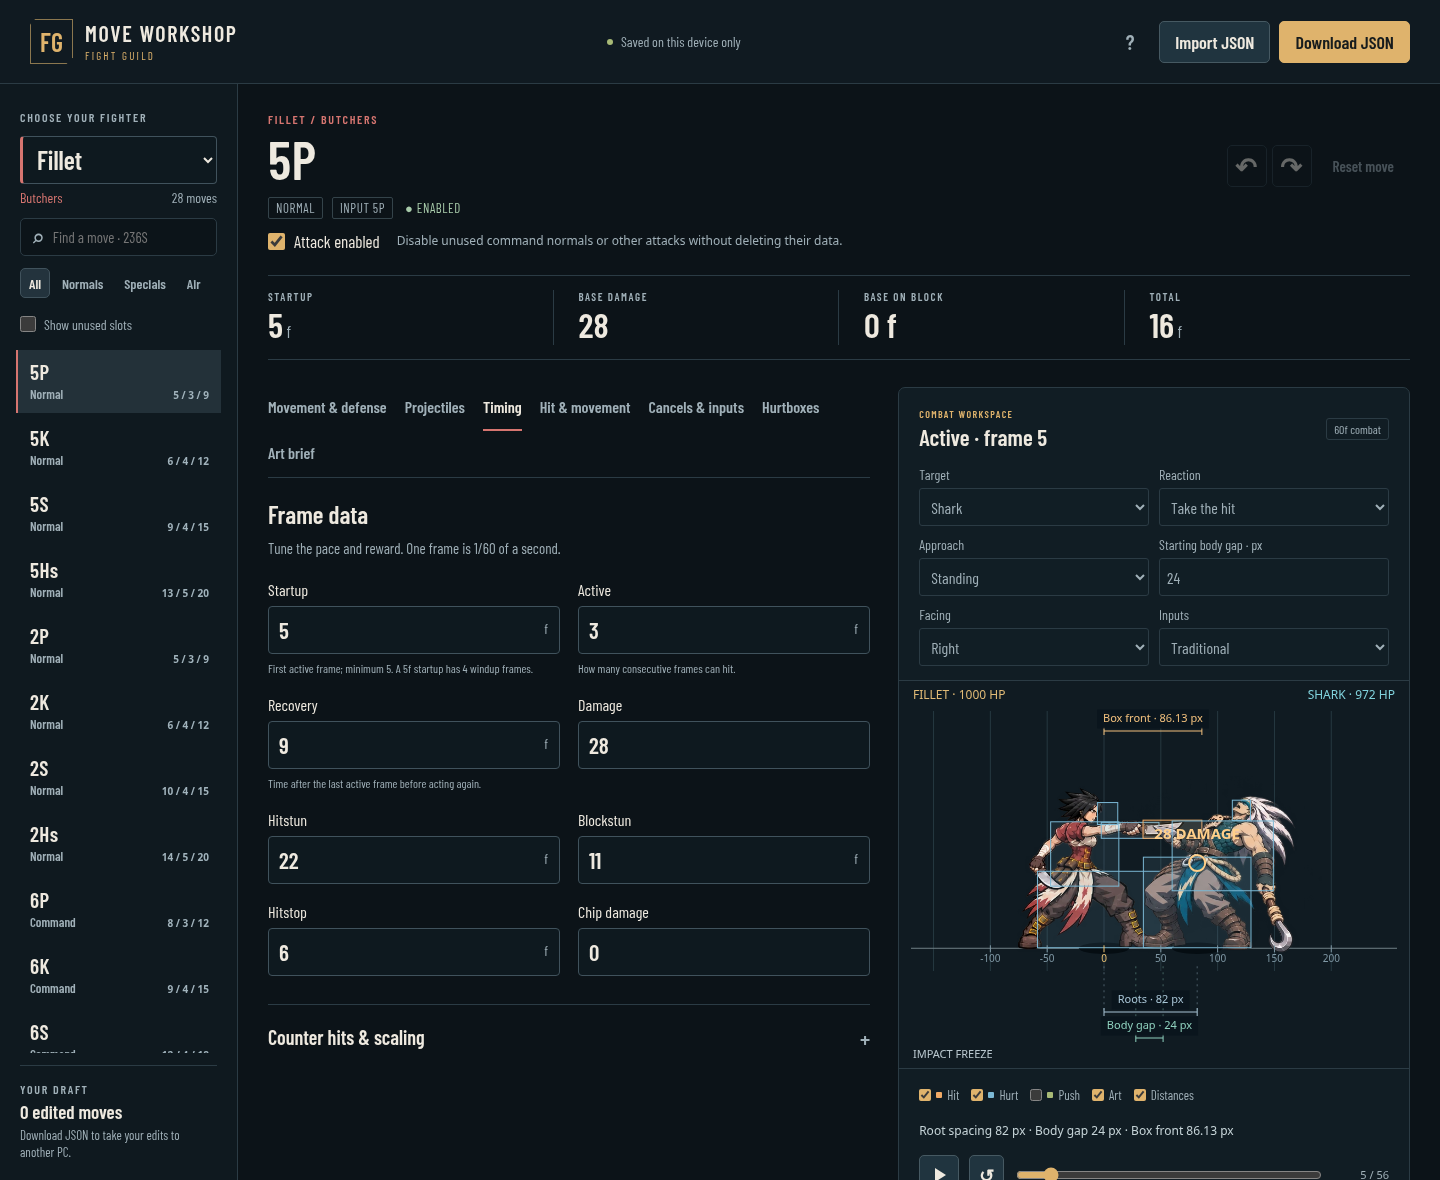 FG
MOVE WORKSHOP
FIGHT GUILD
Saved on this device only
?
Import JSON
Download JSON
CHOOSE YOUR FIGHTER
Fillet
Butchers
28 moves
Find a move · 236S
All
Normals
Specials
Air
Show unused slots
5P
Normal
5 / 3 / 9
5K
Normal
6 / 4 / 12
5S
Normal
9 / 4 / 15
5Hs
Normal
13 / 5 / 20
2P
Normal
5 / 3 / 9
2K
Normal
6 / 4 / 12
2S
Normal
10 / 4 / 15
2Hs
Normal
14 / 5 / 20
6P
Command
8 / 3 / 12
6K
Command
9 / 4 / 15
6S
YOUR DRAFT
0 edited moves
Download JSON to take your edits to
another PC.
FILLET / BUTCHERS
5P
NORMAL
INPUT 5P
ENABLED
Attack enabled
Disable unused command normals or other attacks without deleting their data.
Reset move
STARTUP
5 f
BASE DAMAGE
28
BASE ON BLOCK
0 f
TOTAL
16 f
Movement & defense
Projectiles
Timing
Hit & movement
Cancels & inputs
Hurtboxes
Art brief
Frame data
Tune the pace and reward. One frame is 1/60 of a second.
Startup
5 f
First active frame; minimum 5. A 5f startup has 4 windup frames.
Active
3 f
How many consecutive frames can hit.
Recovery
9 f
Time after the last active frame before acting again.
Damage
28
Hitstun
22 f
Blockstun
11 f
Hitstop
6 f
Chip damage
0
Counter hits & scaling
+
COMBAT WORKSPACE
Active · frame 5
60f combat
Target
Shark
Reaction
Take the hit
Approach
Standing
Starting body gap · px
24
Facing
Right
Inputs
Traditional
FILLET · 1000 HP
SHARK · 972 HP
Box front · 86.13 px
28 DAMAGE
-100
-50
0
50
100
150
200
Roots · 82 px
Body gap · 24 px
IMPACT FREEZE
Hit
Hurt
Push
Art
Distances
Root spacing 82 px · Body gap 24 px · Box front 86.13 px
5 / 56